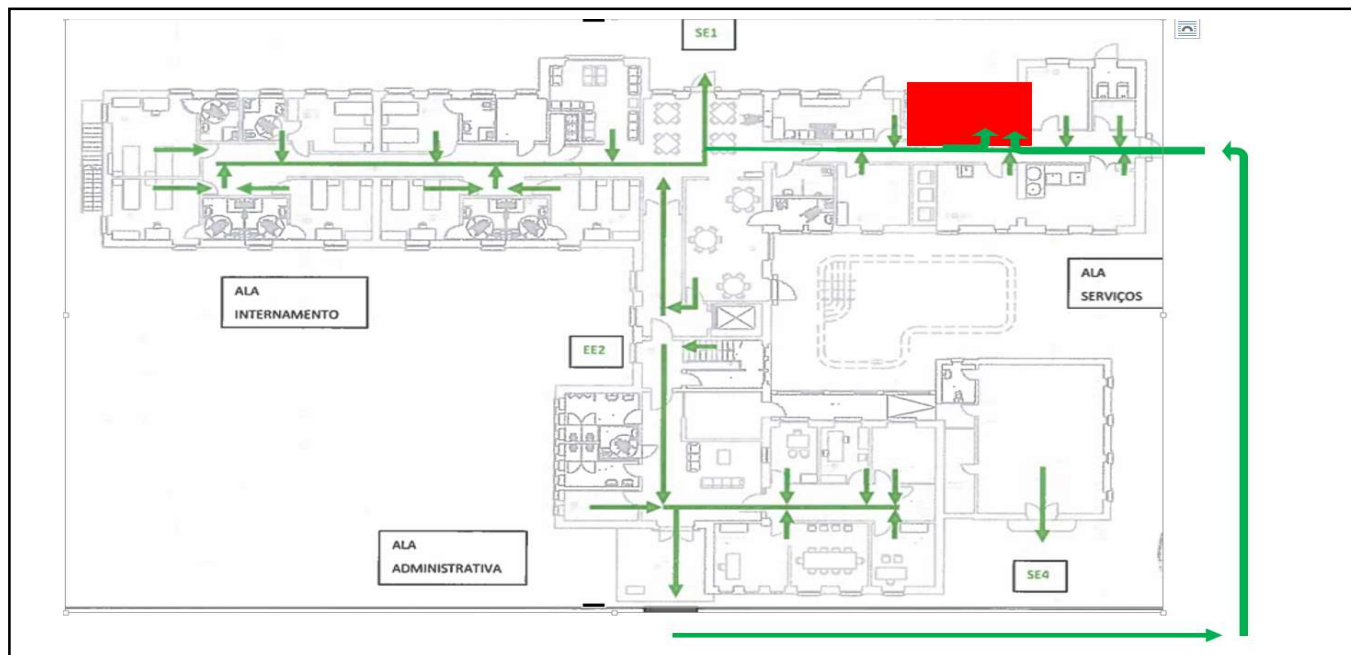 SE1
ALA
INTERNAMENTO
ALA
SERVIÇOS
EE2
ALA
ADMINISTRATIVA
SE4